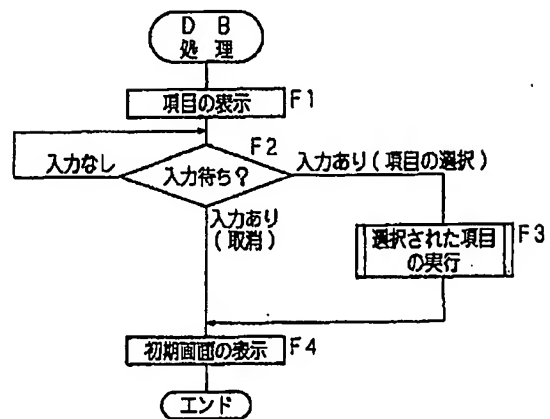 D B
処 理
項目の表示 F1
F2
入力なし
入力待ち?
入力あり(項目の選択)
入力あり
(取消)
選択された項目
の実行
F3
初期画面の表示 F4
エンド